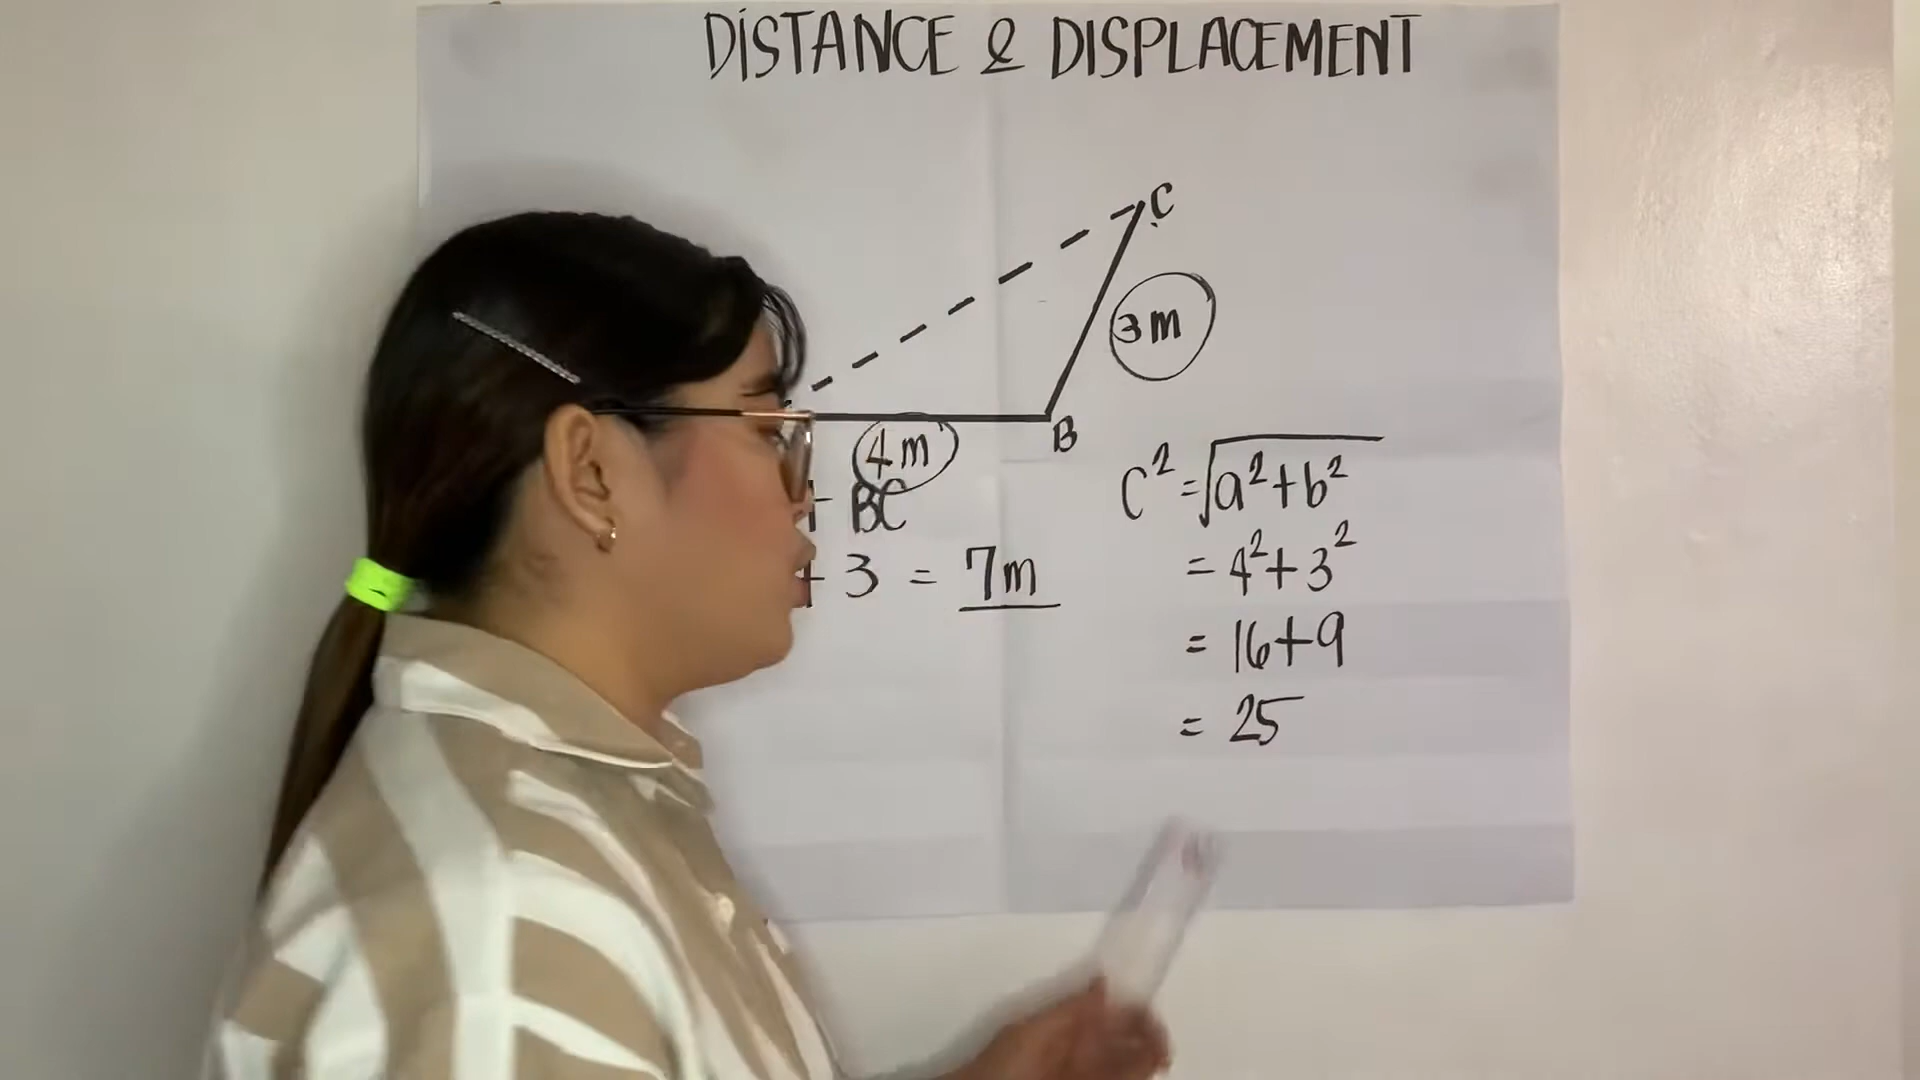 DISTANCE & DISPLACEMENT
C
3m
4m
B
+ BC
+ 3 = 7m
C² = √a²+b²
= 4²+3²
= 16+9
= 25